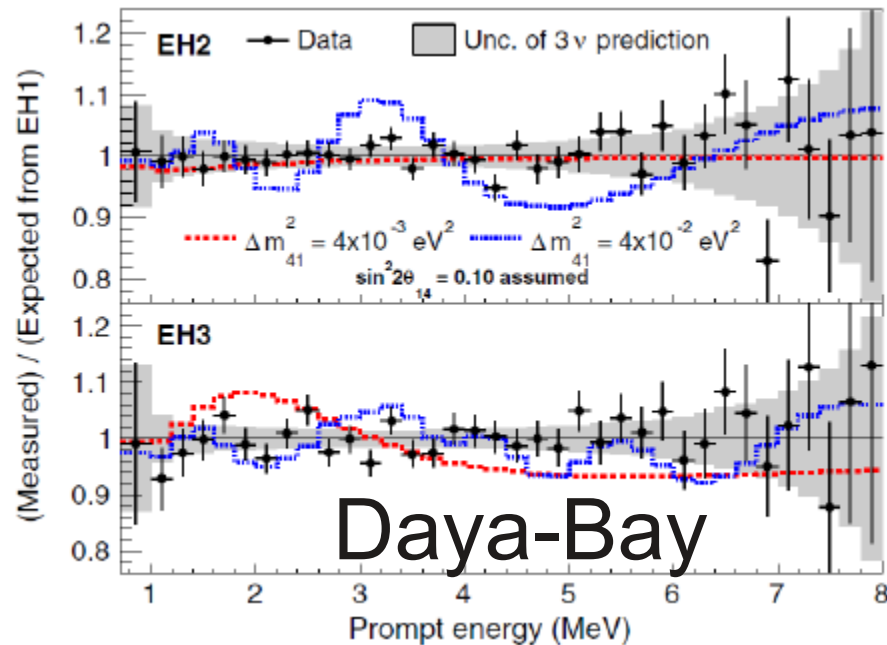 (Measured) / (Expected from EH1)
1.2
1.1
1
0.9
0.8
EH2 Data Unc. of 3 ν prediction
Δm²₄₁ = 4x10⁻³ eV² Δm²₄₁ = 4x10⁻² eV²
sin²2θ₁₄ = 0.10 assumed
1.2
1.1
1
0.9
0.8
EH3
Daya-Bay
1 2 3 4 5 6 7 8
Prompt energy (MeV)